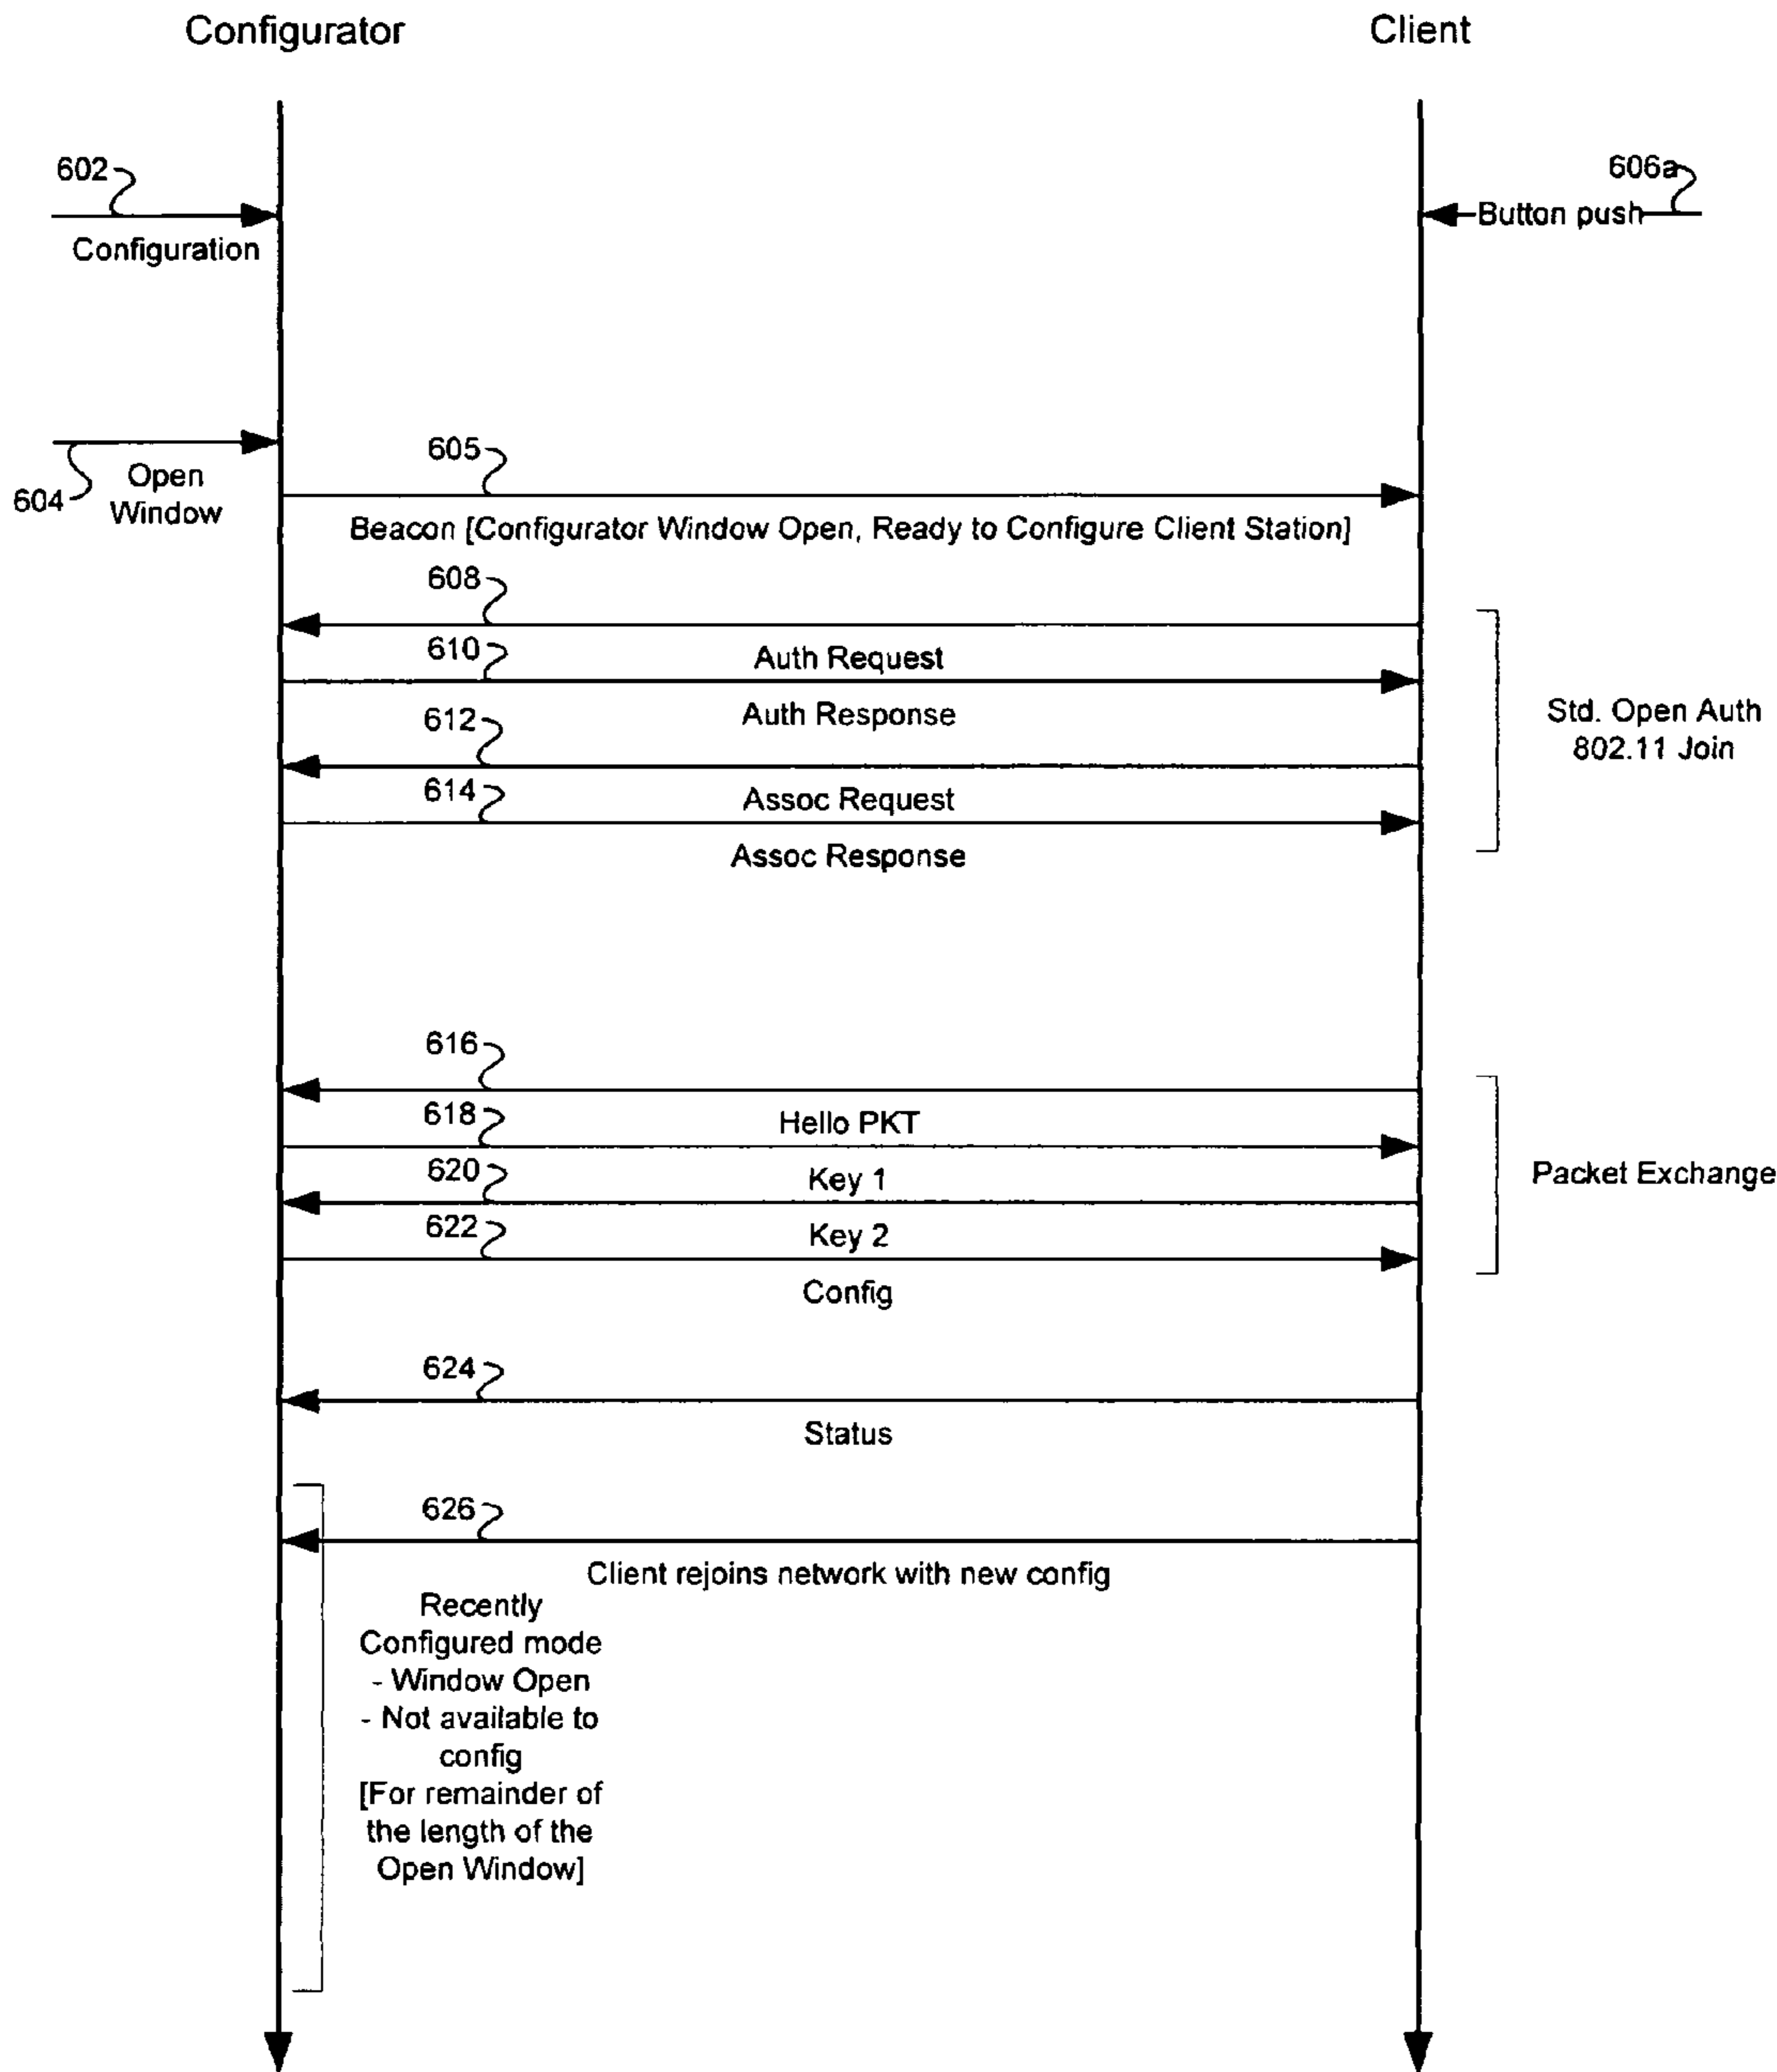 Configurator
Client
602
606a
Button push
Configuration
604
Open
Window
605
Beacon [Configurator Window Open, Ready to Configure Client Station]
608
Auth Request
610
Auth Response
612
Assoc Request
614
Assoc Response
Std. Open Auth
802.11 Join
616
Hello PKT
618
Key 1
620
Key 2
622
Config
Packet Exchange
624
Status
626
Client rejoins network with new config
Recently
Configured mode
- Window Open
- Not available to
config
[For remainder of
the length of the
Open Window]